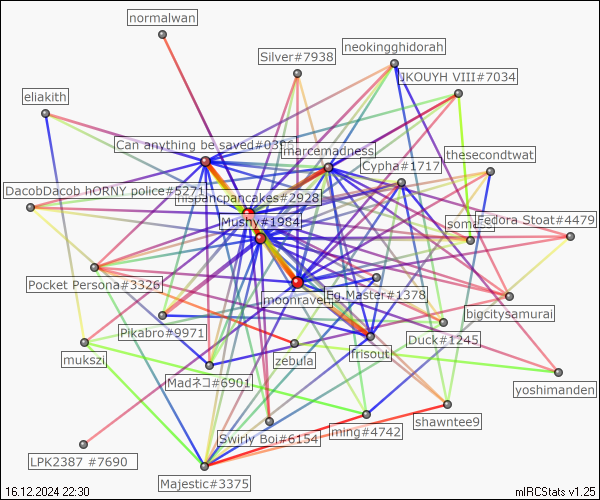 normalwan
neokingghidorah
Silver#7938
JKOUYH VIII#7034
eliakith
Can anything be saved#0396
marcemadness
thesecondtwat
Cypha#1717
DacobDacob hORNY police#5271
hispancpancakes#2928
Mushy#1984
Fedora Stoat#4479
Pocket Persona#3326
moonraven
Eg.Master#1378
bigcitysamurai
Pikabro#9971
Duck#1245
mukszi
zebula
frisout
Madネコ#6901
yoshimanden
shawntee9
ming#4742
Swirly Boi#6154
LPK2387 #7690
Majestic#3375
16.12.2024 22:30
mIRCStats v1.25